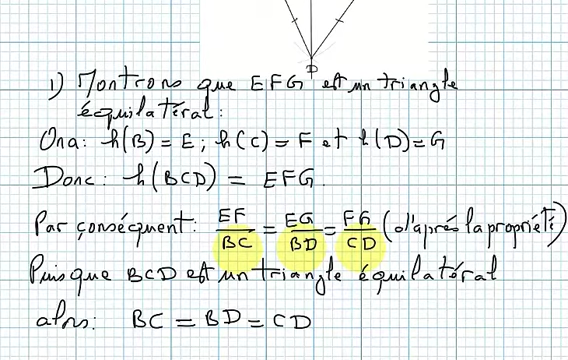 D
1) Montrons que EFG est un triangle
équilatéral:
On a: h(B) = E; h(C) = F et h(D) = G
Donc: h(BCD) = EFG.
Par conséquent: EF/BC = EG/BD = FG/CD (d'après la propriété)
Puisque BCD est un triangle équilatéral
alors: BC = BD = CD